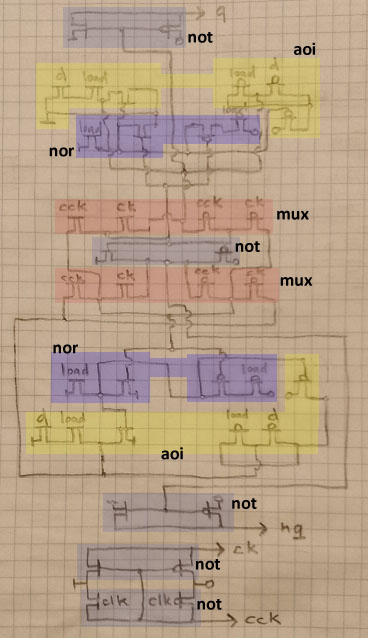 q
not
aoi
d load load d
load load
nor
cck ck cck ck mux
not
cck ck cck ck mux
nor
load load d
d load load d
aoi
not
nq
ck
not
clk clk not
cck